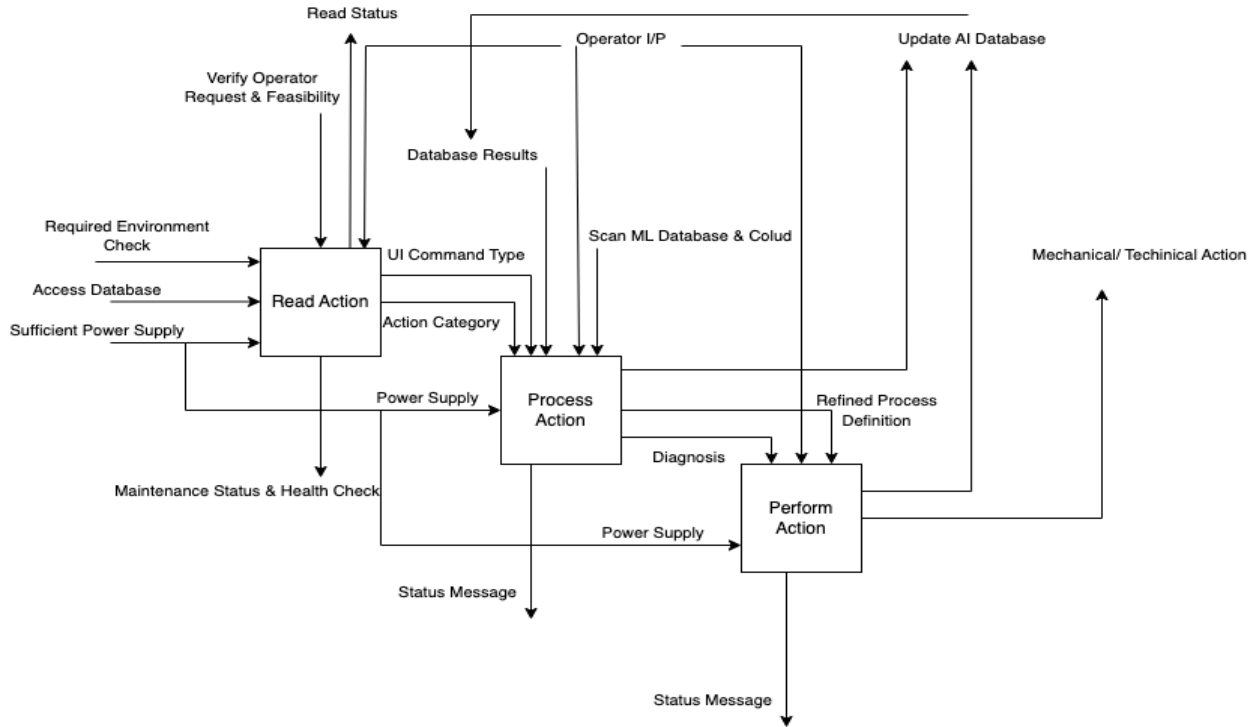 Read Status
Operator I/P
Update AI Database
Verify Operator
Request & Feasibility
Database Results
Required Environment
Check
UI Command Type
Scan ML Database & Colud
Mechanical/ Techinical Action
Access Database
Read Action
Action Category
Sufficient Power Supply
Power Supply
Process
Action
Refined Process
Definition
Diagnosis
Maintenance Status & Health Check
Perform
Action
Power Supply
Status Message
Status Message